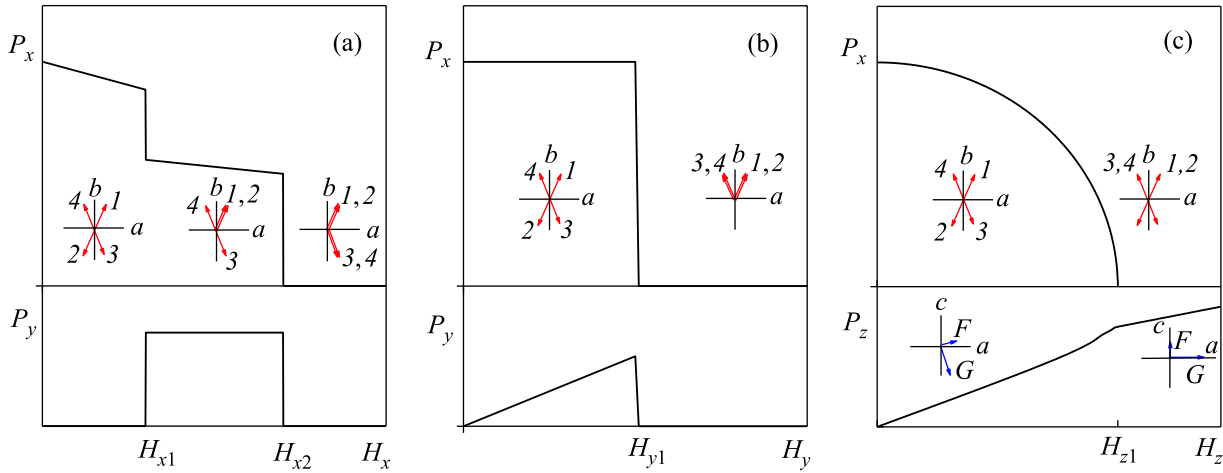 (a)
P_x
b
4 1
a
2 3
b
4 1,2
a
3
b 1,2
a
3,4
P_y
H_x1 H_x2 H_x
(b)
P_x
b
4 1
a
2 3
b
3,4 1,2
a
P_y
H_y1 H_y
(c)
P_x
b
4 1
a
2 3
b
3,4 1,2
a
P_z
c
F
a
G
c F a
G
H_z1 H_z